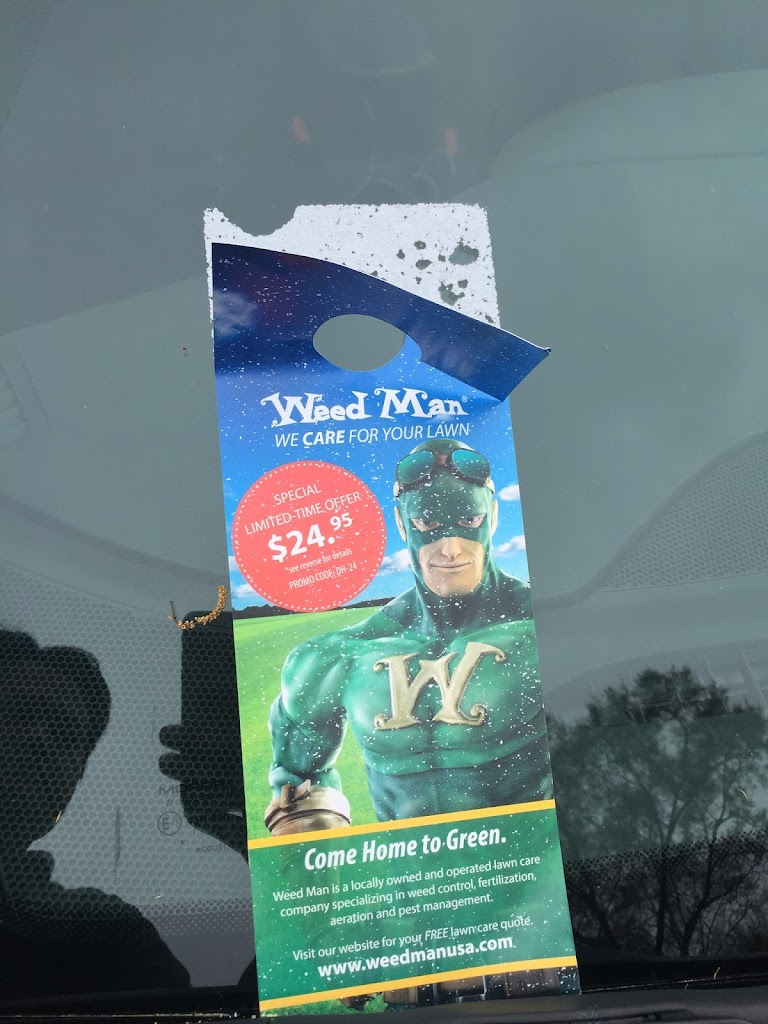 Weed Man®
WE CARE FOR YOUR LAWN
SPECIAL
LIMITED-TIME OFFER
$24.95
*see reverse for details
PROMO CODE: DH-24
W
Come Home to Green.
Weed Man is a locally owned and operated lawn care
company specializing in weed control, fertilization,
aeration and pest management.
Visit our website for your FREE lawn care quote.
www.weedmanusa.com